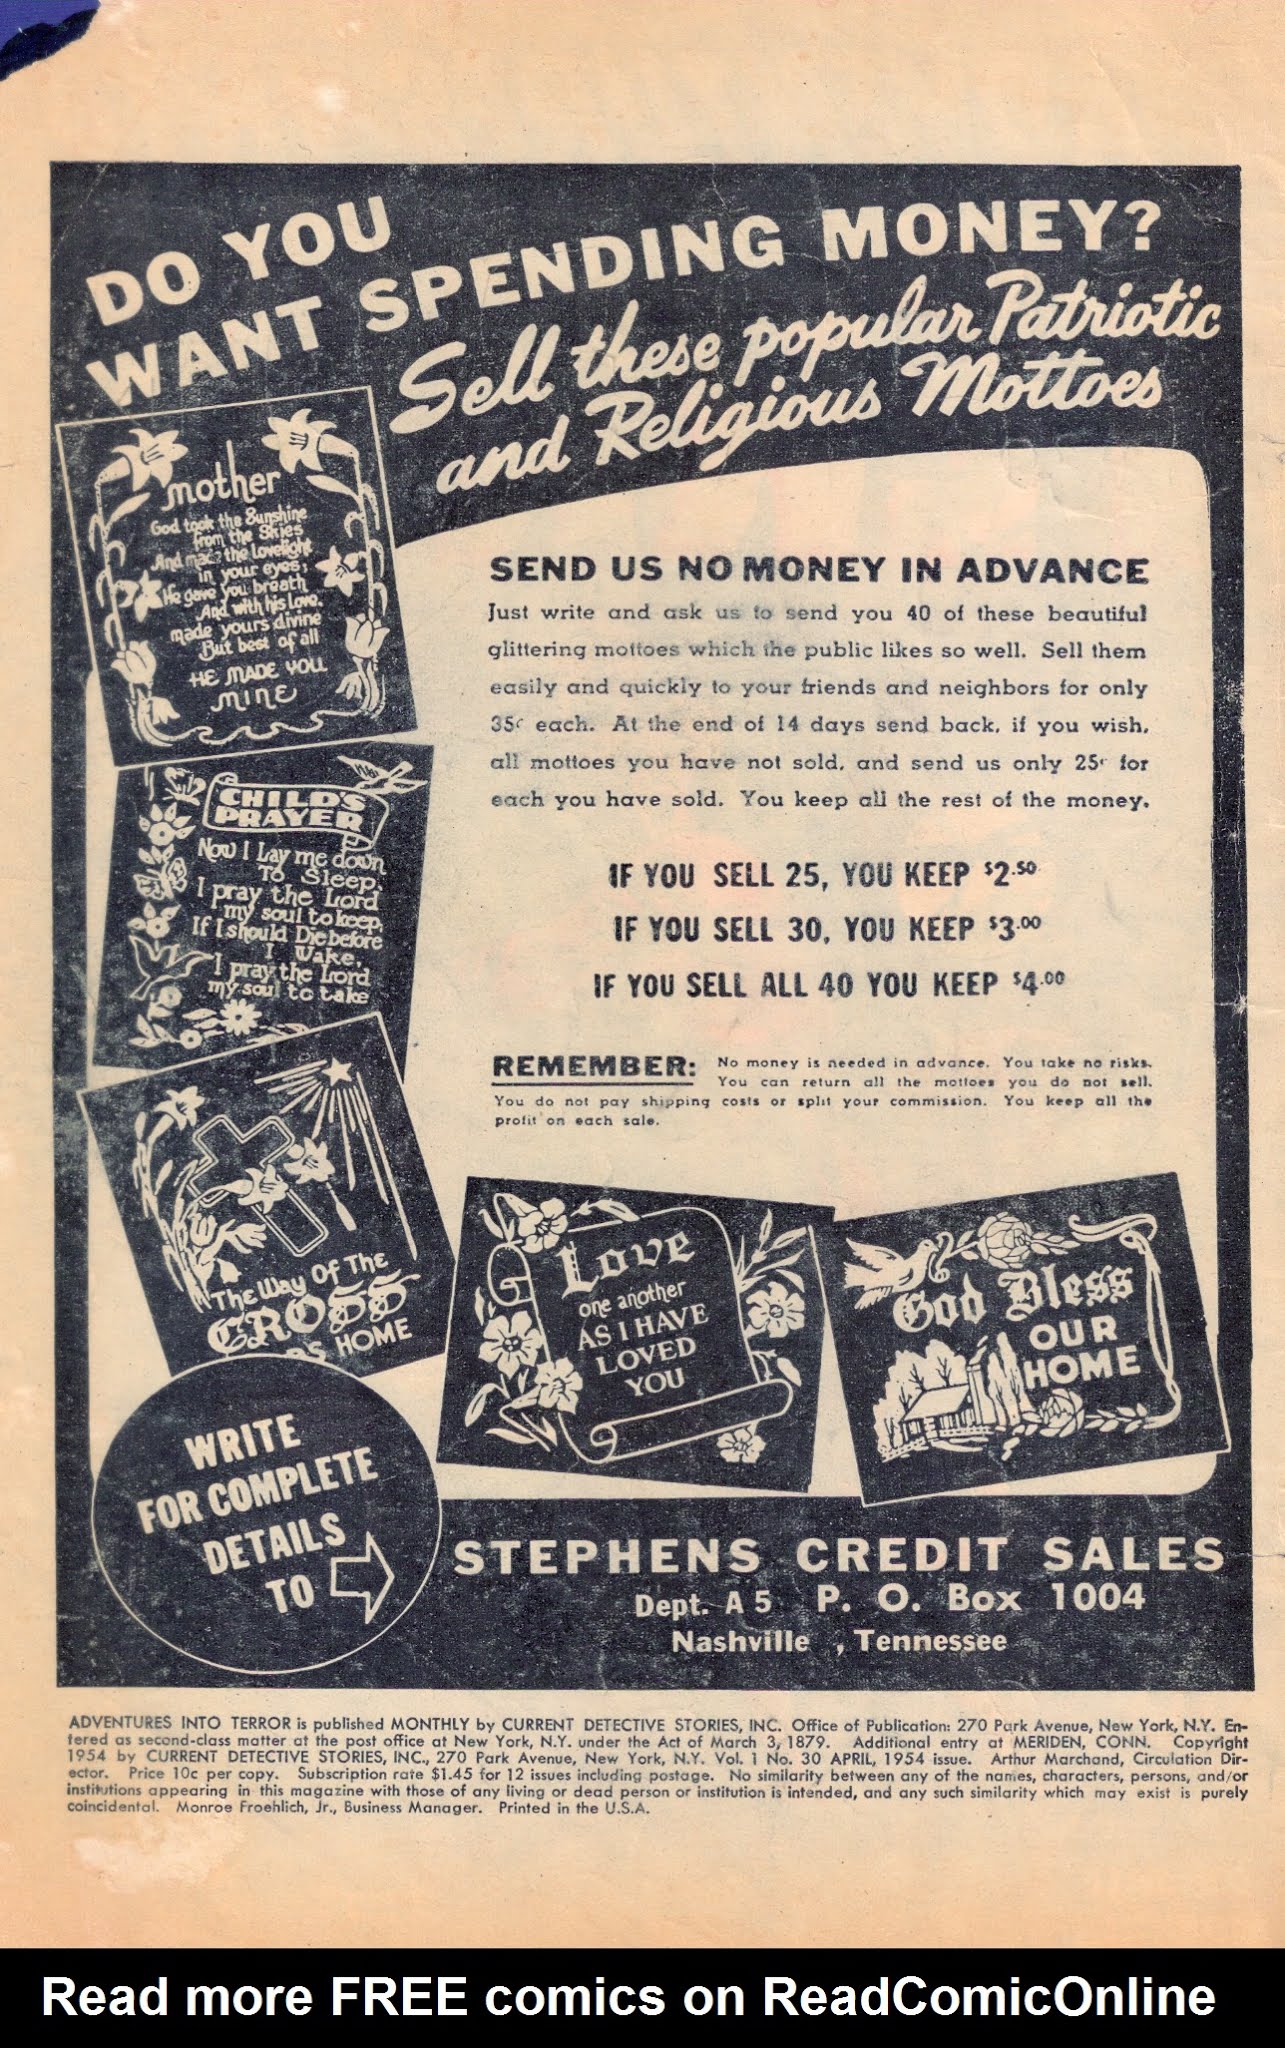 DO YOU
WANT SPENDING MONEY?
Sell these popular Patriotic
and Religious Mottoes
mother
God took the Sunshine
from the Skies
And made the Lovelight
in your eyes;
He gave you breath
And with his Love,
made yours divine
But best of all
HE MADE YOU
MINE
CHILD'S
PRAYER
Now I Lay me down
To Sleep,
I pray the Lord
my soul to keep,
If I should Die before
I Wake,
I pray the Lord
my soul to take
The Way Of The
CROSS
HOME
SEND US NO MONEY IN ADVANCE
Just write and ask us to send you 40 of these beautiful
glittering mottoes which the public likes so well. Sell them
easily and quickly to your friends and neighbors for only
35c each. At the end of 14 days send back, if you wish,
all mottoes you have not sold, and send us only 25c for
each you have sold. You keep all the rest of the money.
IF YOU SELL 25, YOU KEEP $2.50
IF YOU SELL 30, YOU KEEP $3.00
IF YOU SELL ALL 40 YOU KEEP $4.00
REMEMBER: No money is needed in advance. You take no risks.
You can return all the mottoes you do not sell.
You do not pay shipping costs or split your commission. You keep all the
profit on each sale.
Love
one another
AS I HAVE
LOVED
YOU
God Bless
OUR
HOME
WRITE
FOR COMPLETE
DETAILS
TO
STEPHENS CREDIT SALES
Dept. A 5 P. O. Box 1004
Nashville , Tennessee
ADVENTURES INTO TERROR is published MONTHLY by CURRENT DETECTIVE STORIES, INC. Office of Publication: 270 Park Avenue, New York, N.Y. En-
tered as second-class matter at the post office at New York, N.Y. under the Act of March 3, 1879. Additional entry at MERIDEN, CONN. Copyright
1954 by CURRENT DETECTIVE STORIES, INC., 270 Park Avenue, New York, N.Y. Vol. 1 No. 30 APRIL, 1954 issue. Arthur Marchand, Circulation Dir-
ector. Price 10c per copy. Subscription rate $1.45 for 12 issues including postage. No similarity between any of the names, characters, persons, and/or
institutions appearing in this magazine with those of any living or dead person or institution is intended, and any such similarity which may exist is purely
coincidental. Monroe Froehlich, Jr., Business Manager. Printed in the U.S.A.
Read more FREE comics on ReadComicOnline